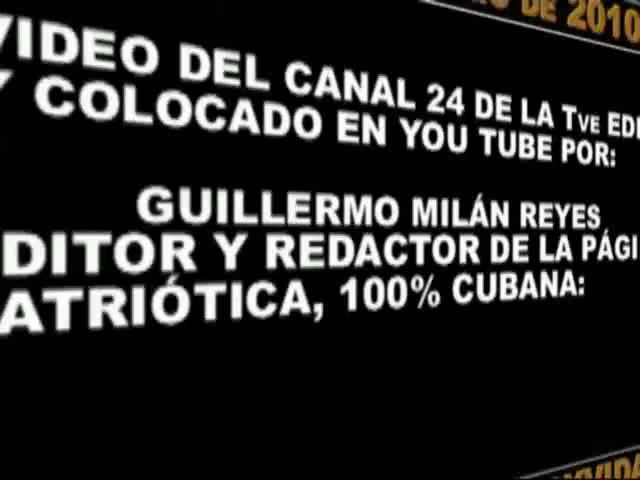 DE 2010
VIDEO DEL CANAL 24 DE LA TVE EDI
Y COLOCADO EN YOU TUBE POR:
GUILLERMO MILÁN REYES
DITOR Y REDACTOR DE LA PÁGI
ATRIÓTICA, 100% CUBANA: